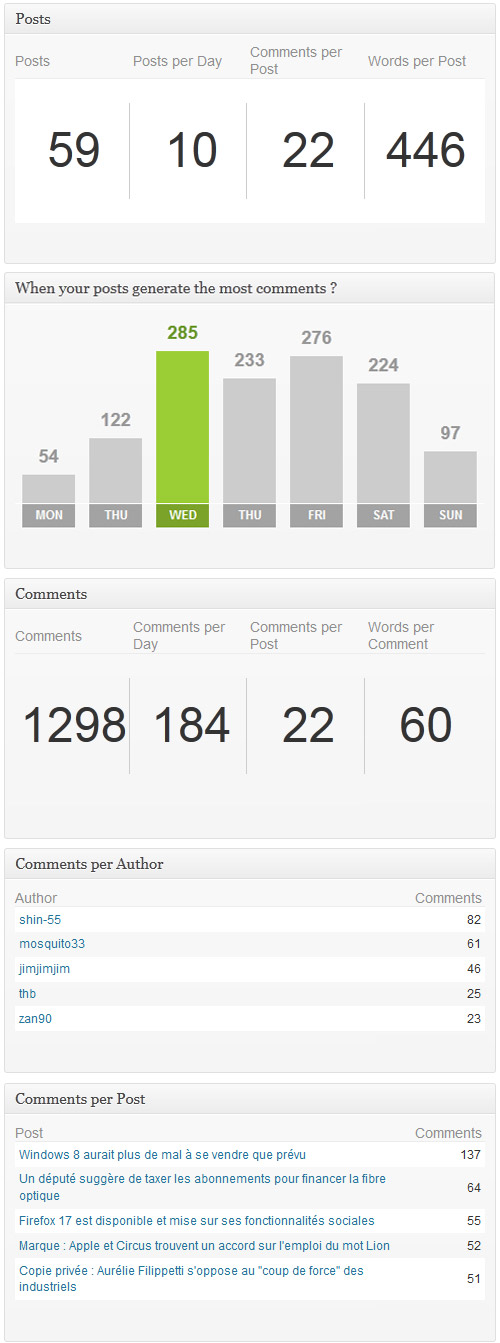 Posts
Posts
Posts per Day
Comments per
Post
Words per Post
59
10
22
446
When your posts generate the most comments ?
54
122
285
233
276
224
97
MON
THU
WED
THU
FRI
SAT
SUN
Comments
Comments
Comments per
Day
Comments per
Post
Words per
Comment
1298
184
22
60
Comments per Author
Author Comments
shin-55 82
mosquito33 61
jimjimjim 46
thb 25
zan90 23
Comments per Post
Post Comments
Windows 8 aurait plus de mal à se vendre que prévu 137
Un député suggère de taxer les abonnements pour financer la fibre
optique 64
Firefox 17 est disponible et mise sur ses fonctionnalités sociales 55
Marque : Apple et Circus trouvent un accord sur l'emploi du mot Lion 52
Copie privée : Aurélie Filippetti s'oppose au "coup de force" des
industriels 51